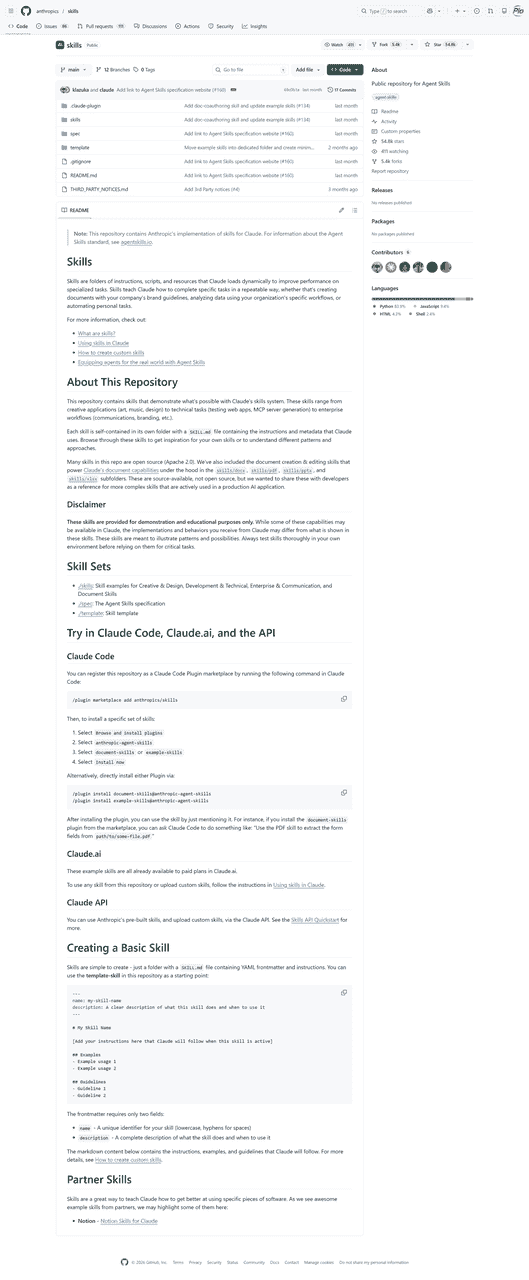 anthropics / skills
Type / to search
Code Issues Pull requests Discussions Actions Security Insights
skills Public
Watch Fork 5.4k Star 54.8k
main 12 Branches 0 Tags Go to file Add file Code
klazuka and claude Add link to Agent Skills specification website (#160) last month 17 Commits
.claude-plugin Add doc-coauthoring skill and update example skills (#134) last month
skills Add doc-coauthoring skill and update example skills (#134) last month
spec Add link to Agent Skills specification website (#160) last month
template Move example skills into dedicated folder and create minim... 2 months ago
.gitignore Add link to Agent Skills specification website (#160) last month
README.md Add link to Agent Skills specification website (#160) last month
THIRD_PARTY_NOTICES.md Add 3rd Party notices (#4) 3 months ago
About
Public repository for Agent Skills
agent-skills
Readme
Activity
Custom properties
54.8k stars
411 watching
5.4k forks
Report repository
Releases
No releases published
Packages
No packages published
Contributors 6
Languages
Python JavaScript
HTML Shell
README
Note: This repository contains Anthropic's implementation of skills for Claude. For information about the Agent
Skills standard, see agentskills.io.
Skills
Skills are folders of instructions, scripts, and resources that Claude loads dynamically to improve performance on
specialized tasks. Skills teach Claude how to complete specific tasks in a repeatable way, whether that's creating
documents with your company's brand guidelines, analyzing data using your organization's specific workflows, or
automating personal tasks.
For more information, check out:
What are skills?
Using skills in Claude
How to create custom skills
Equipping agents for the real world with Agent Skills
About This Repository
This repository contains skills that demonstrate what's possible with Claude's skills system. These skills range from
creative applications (art, music, design) to technical tasks (testing web apps, MCP server generation) to enterprise
workflows (communications, branding, etc.).
Each skill is self-contained in its own folder with a SKILL.md file containing the instructions and metadata that Claude
uses. Browse through these skills to get inspiration for your own skills or to understand different patterns and
approaches.
Many skills in this repo are open source (Apache 2.0). We've also included the document creation & editing skills that
power Claude's document capabilities under the hood in the skills/docx, skills/pdf, skills/pptx, and
skills/xlsx subfolders. These are source-available, not open source, but we wanted to share these with developers
as a reference for more complex skills that are actively used in a production AI application.
Disclaimer
These skills are provided for demonstration and educational purposes only. While some of these capabilities may
be available in Claude, the implementations and behaviors you receive from Claude may differ from what is shown in
these skills. These skills are meant to illustrate patterns and possibilities. Always test skills thoroughly in your own
environment before relying on them for critical tasks.
Skill Sets
./skills: Skill examples for Creative & Design, Development & Technical, Enterprise & Communication, and
Document Skills
./spec: The Agent Skills specification
./template: Skill template
Try in Claude Code, Claude.ai, and the API
Claude Code
You can register this repository as a Claude Code Plugin marketplace by running the following command in Claude
Code:
/plugin marketplace add anthropics/skills
Then, to install a specific set of skills:
1. Select Browse and install plugins
2. Select anthropic-agent-skills
3. Select document-skills or example-skills
4. Select Install now
Alternatively, directly install either Plugin via:
/plugin install document-skills@anthropic-agent-skills
/plugin install example-skills@anthropic-agent-skills
After installing the plugin, you can use the skill by just mentioning it. For instance, if you install the document-skills
plugin from the marketplace, you can ask Claude Code to do something like: "Use the PDF skill to extract the form
fields from path/to/some-file.pdf"
Claude.ai
These example skills are all already available to paid plans in Claude.ai.
To use any skill from this repository or upload custom skills, follow the instructions in Using skills in Claude.
Claude API
You can use Anthropic's pre-built skills, and upload custom skills, via the Claude API. See the Skills API Quickstart for
more.
Creating a Basic Skill
Skills are simple to create - just a folder with a SKILL.md file containing YAML frontmatter and instructions. You can
use the template-skill in this repository as a starting point:
---
name: my-skill-name
description: A clear description of what this skill does and when to use it
---
# My Skill Name
[Add your instructions here that Claude will follow when this skill is active]
## Examples
- Example usage 1
- Example usage 2
## Guidelines
- Guideline 1
- Guideline 2
The frontmatter requires only two fields:
name - A unique identifier for your skill (lowercase, hyphens for spaces)
description - A complete description of what the skill does and when to use it
The markdown content below contains the instructions, examples, and guidelines that Claude will follow. For more
details, see How to create custom skills.
Partner Skills
Skills are a great way to teach Claude how to get better at using specific pieces of software. As we see awesome
example skills from partners, we may highlight some of them here:
Notion - Notion Skills for Claude
© 2026 GitHub, Inc. Terms Privacy Security Status Community Docs Contact Manage cookies Do not share my personal information